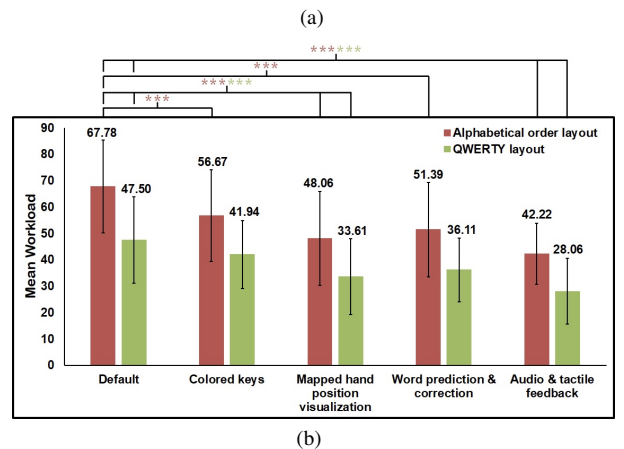 (a)
******
***
******
***
90
80
70
60
50
40
30
20
10
0
Mean Workload
67.78
47.50
56.67
41.94
48.06
33.61
51.39
36.11
42.22
28.06
Alphabetical order layout
QWERTY layout
Default
Colored keys
Mapped hand
position
visualization
Word prediction &
correction
Audio & tactile
feedback
(b)